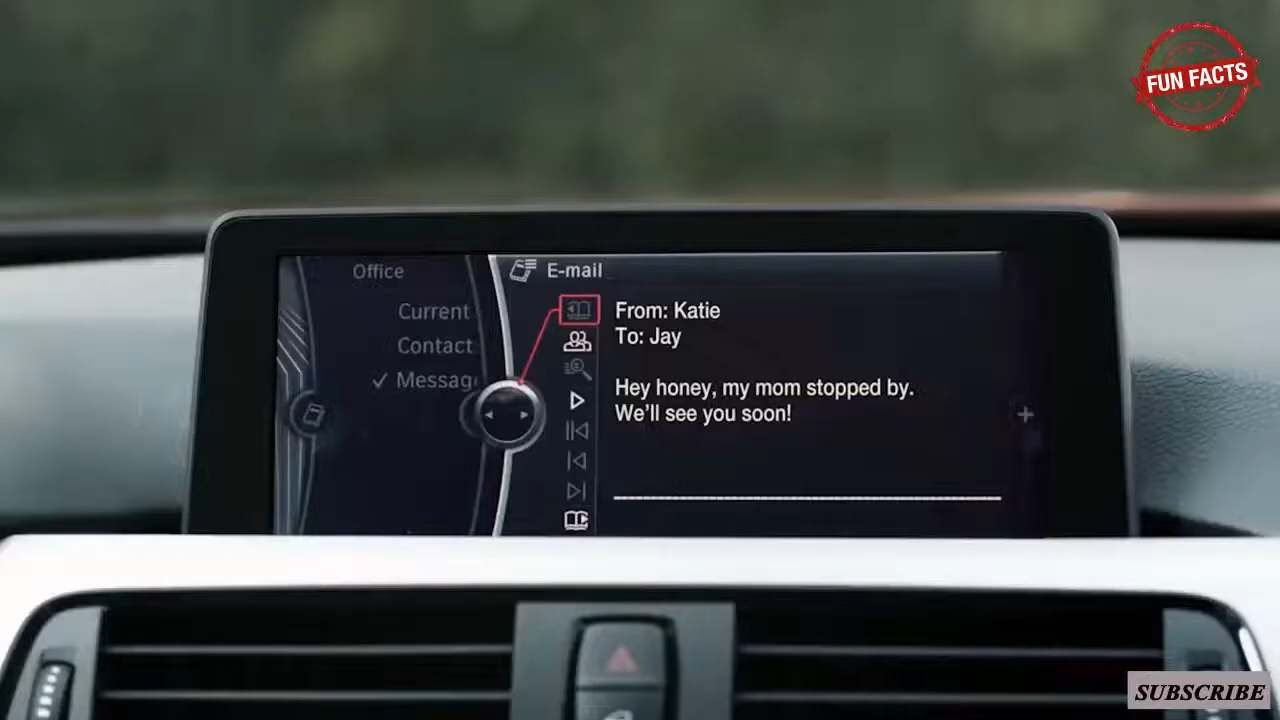 FUN FACTS
Office
E-mail
Current
Contact
Messag
From: Katie
To: Jay
Hey honey, my mom stopped by.
We'll see you soon!
SUBSCRIBE